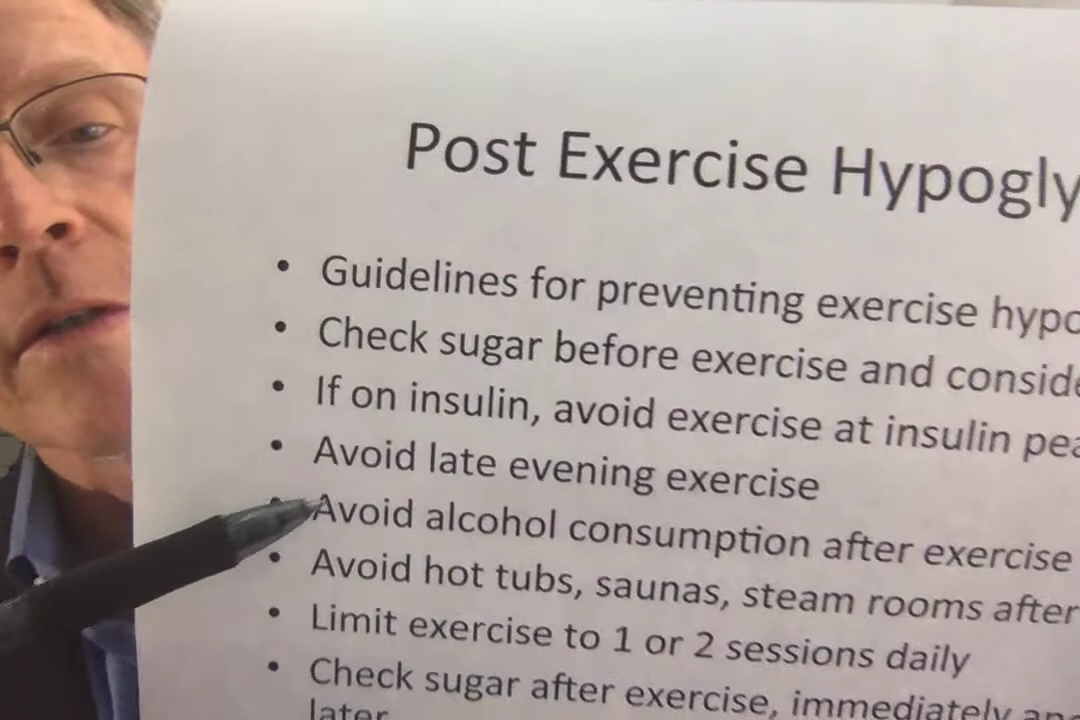 Post Exercise Hypogly
• Guidelines for preventing exercise hypo
• Check sugar before exercise and conside
• If on insulin, avoid exercise at insulin pea
• Avoid late evening exercise
• Avoid alcohol consumption after exercise
• Avoid hot tubs, saunas, steam rooms after
• Limit exercise to 1 or 2 sessions daily
• Check sugar after exercise, immediately an
later